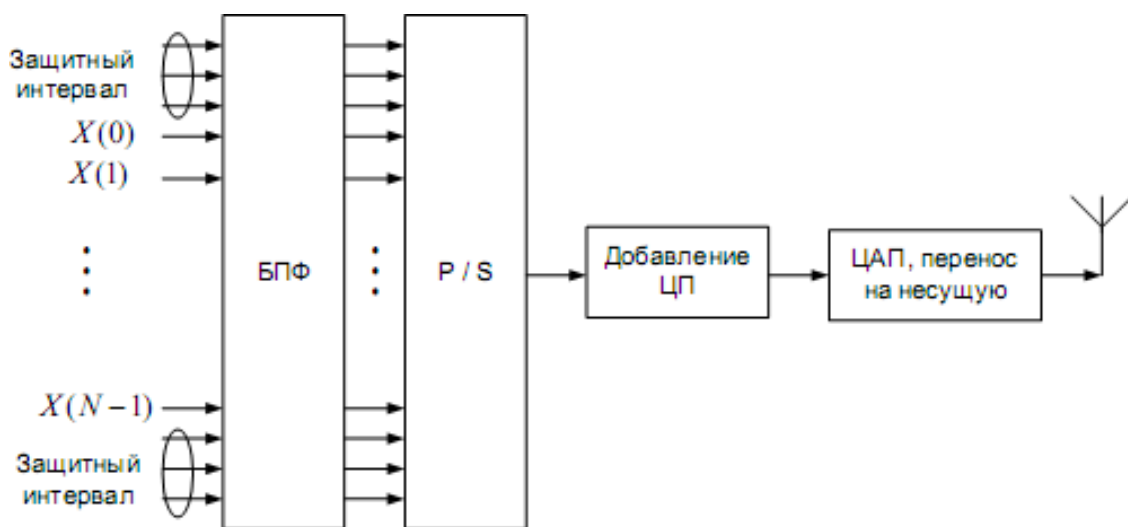 Защитный
интервал
X(0)
X(1)
БПФ
P / S
Добавление
ЦП
ЦАП, перенос
на несущую
X(N−1)
Защитный
интервал